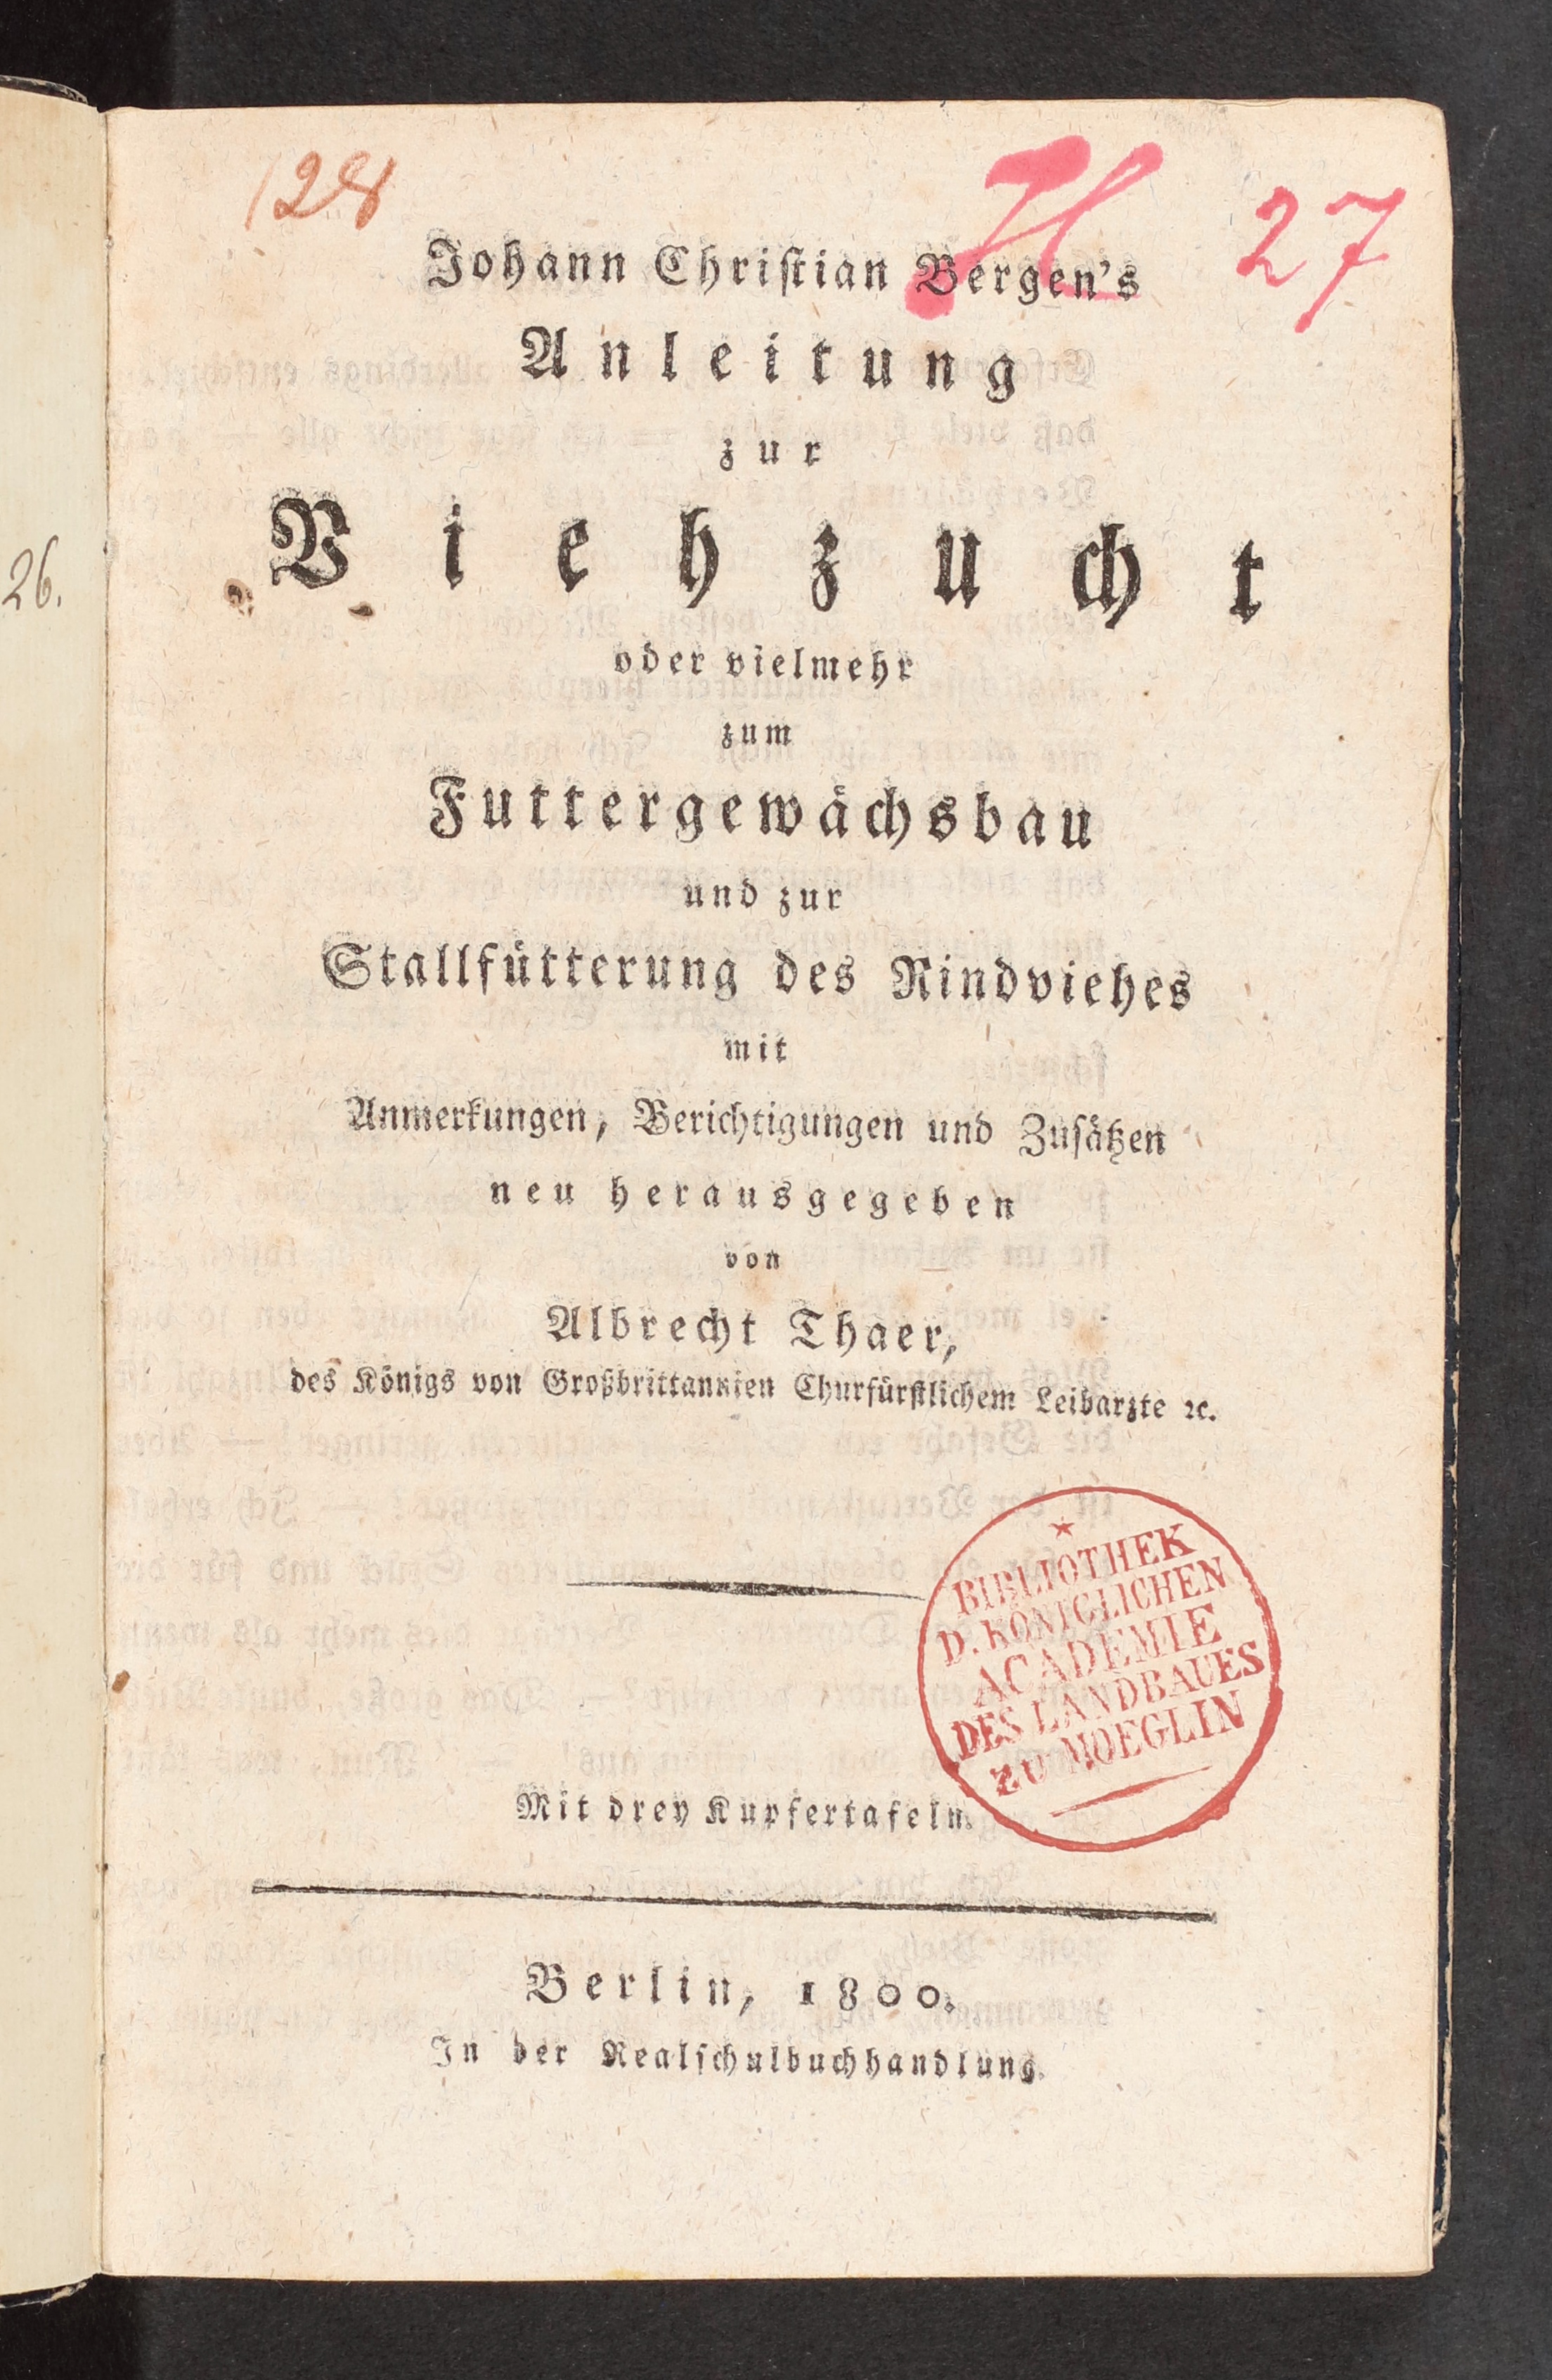 128
H 27
Johann Christian Bergen's
Anleitung
zur
Viehzucht
oder vielmehr
zum
Futtergewächsbau
und zur
Stallfütterung des Rindviehes
mit
Anmerkungen, Berichtigungen und Zusätzen
neu herausgegeben
von
Albrecht Thaer,
des Königs von Großbrittannien Churfürstlichem Leibarzte ꝛc.
BIBLIOTHEK
D. KÖNIGLICHEN
ACADEMIE
DES LANDBAUES
ZU MOEGLIN
Mit drey Kupfertafeln.
Berlin, 1800.
In der Realschulbuchhandlung.
26.